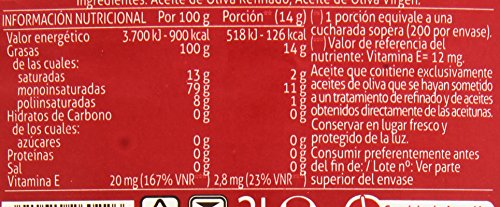 Ingredientes: Aceite de Oliva Refinado, Aceite de Oliva Virgen.
INFORMACIÓN NUTRICIONAL Por 100 g Porción(*) (14 g)
Valor energético 3.700 kJ - 900 kcal 518 kJ - 126 kcal
Grasas 100 g 14 g
de las cuales:
saturadas 13 g 2 g
monoinsaturadas 79 g 11 g
poliinsaturadas 8 g 1 g
Hidratos de Carbono 0 g 0 g
de los cuales:
azúcares 0 g 0 g
Proteínas 0 g 0 g
Sal 0 g 0 g
Vitamina E 20 mg (167% VNR(**)) 2,8 mg (23% VNR(**))
(*) 1 porción equivale a una
cucharada sopera (200 por envase).
(**) Valor de referencia del
nutriente: Vitamina E= 12 mg.
Aceite que contiene exclusivamente
aceites de oliva que se hayan sometido
a un tratamiento de refinado y de aceites
obtenidos directamente de las aceitunas.
Conservar en lugar fresco y
protegido de la luz.
Consumir preferentemente antes
del fin de: / Lote nº: Ver parte
superior del envase